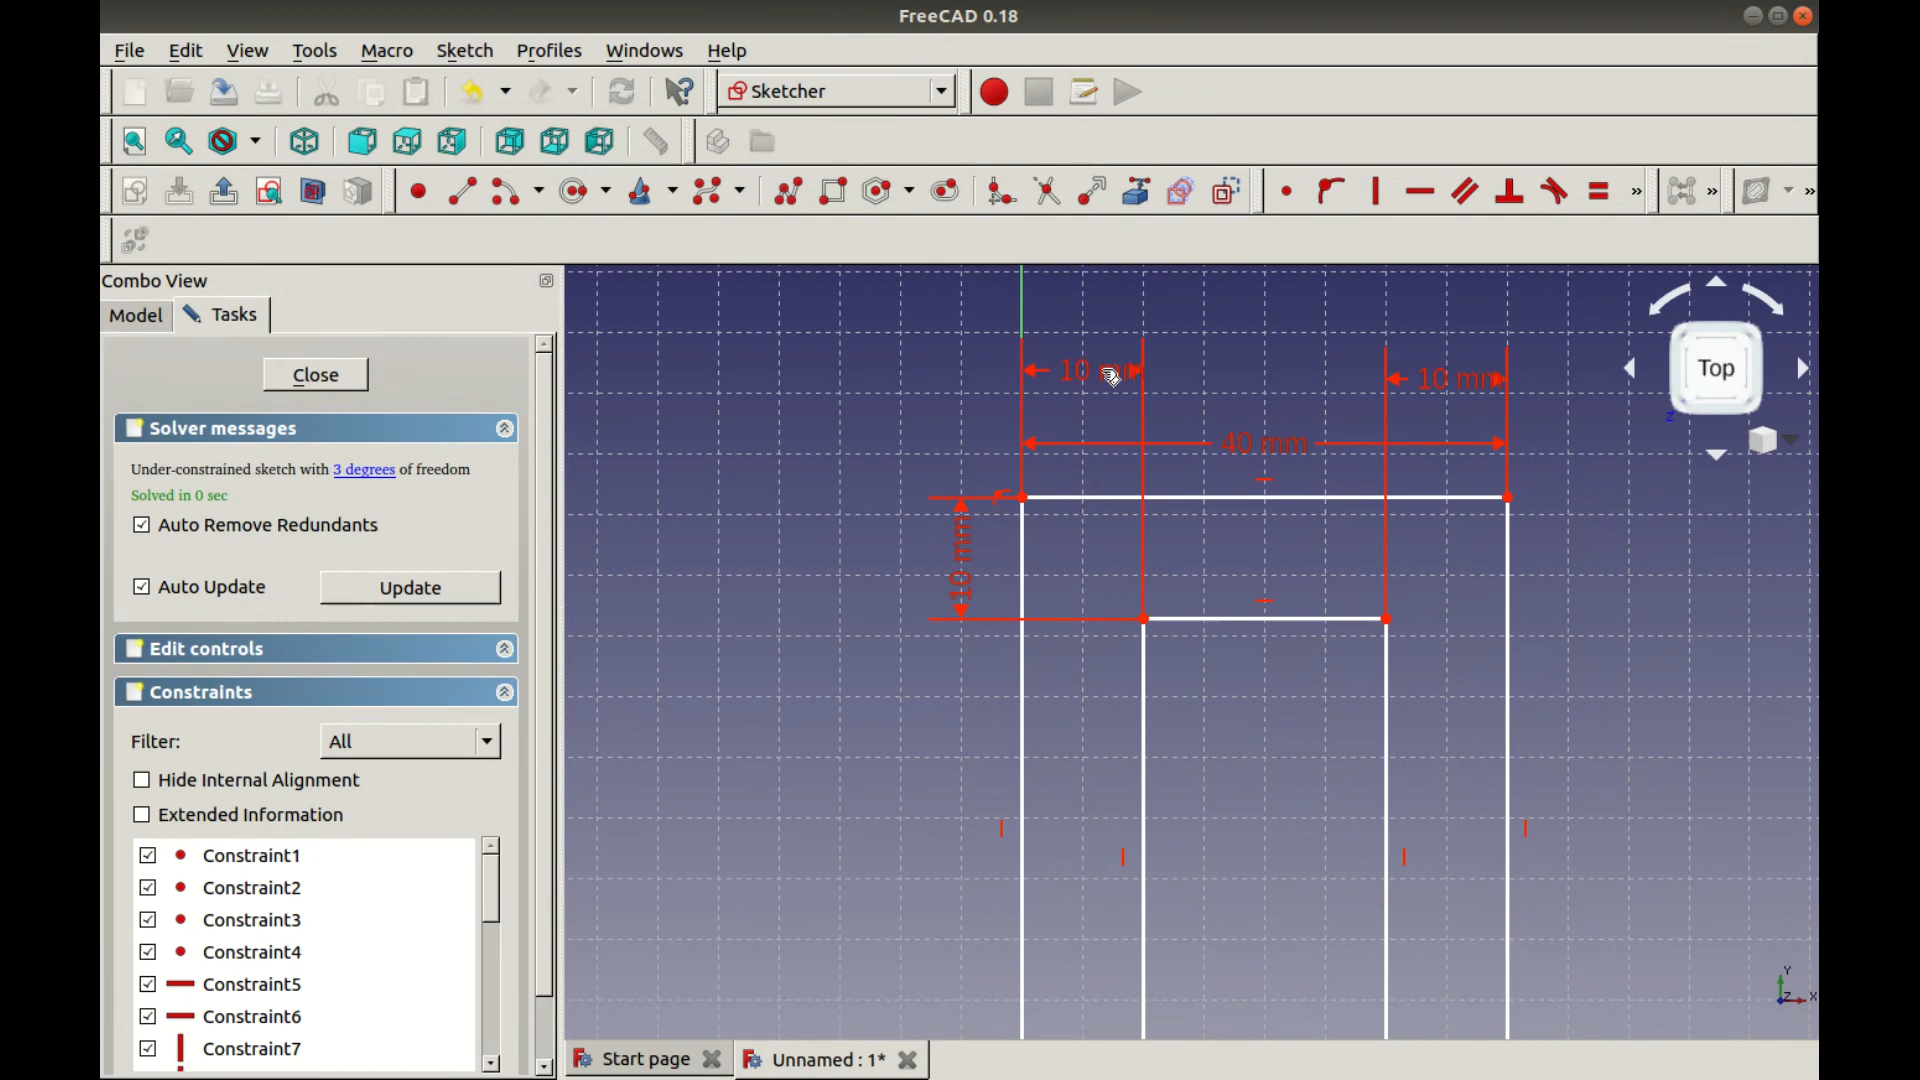 FreeCAD 0.18
File Edit View Tools Macro Sketch Profiles Windows Help
Sketcher
» » »
Combo View
Model Tasks
Close
Solver messages
Under-constrained sketch with 3 degrees of freedom
Solved in 0 sec
Auto Remove Redundants
Auto Update Update
Edit controls
Constraints
Filter: All
Hide Internal Alignment
Extended Information
Constraint1
Constraint2
Constraint3
Constraint4
Constraint5
Constraint6
Constraint7
10 mm
10 mm
40 mm
10 mm
Top
Z
Y
Z X
Start page Unnamed : 1*